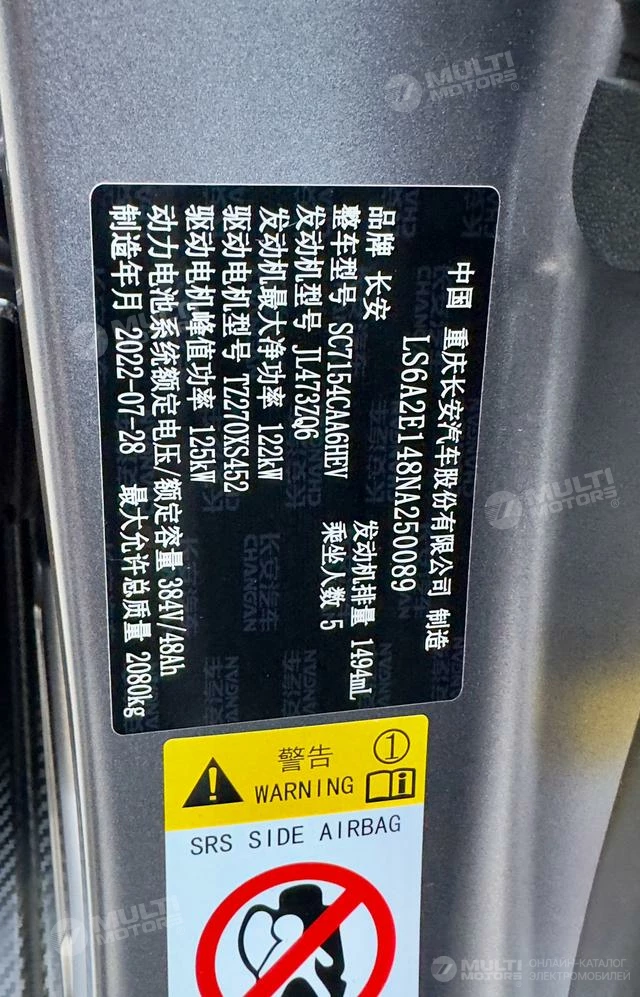 MULTI
MOTORS®
中国 重庆长安汽车股份有限公司 制造
LS6A2E148NA250089
品牌 长安 发动机排量 1494mL
整车型号 SC7154CAA6HEV 乘坐人数 5
发动机型号 JL473ZQ6
发动机最大净功率 122kW
驱动电机型号 TZ270XS452
驱动电机峰值功率 125kW
动力电池系统额定电压/额定容量 384V/48Ah
制造年月 2022-07-28 最大允许总质量 2080kg
长安汽车
CHANGAN
MULTI
MOTORS®
警告 ①
WARNING
SRS SIDE AIRBAG
MULTI
MOTORS
MULTI
MOTORS
ОНЛАЙН-КАТАЛОГ
ЭЛЕКТРОМОБИЛЕЙ